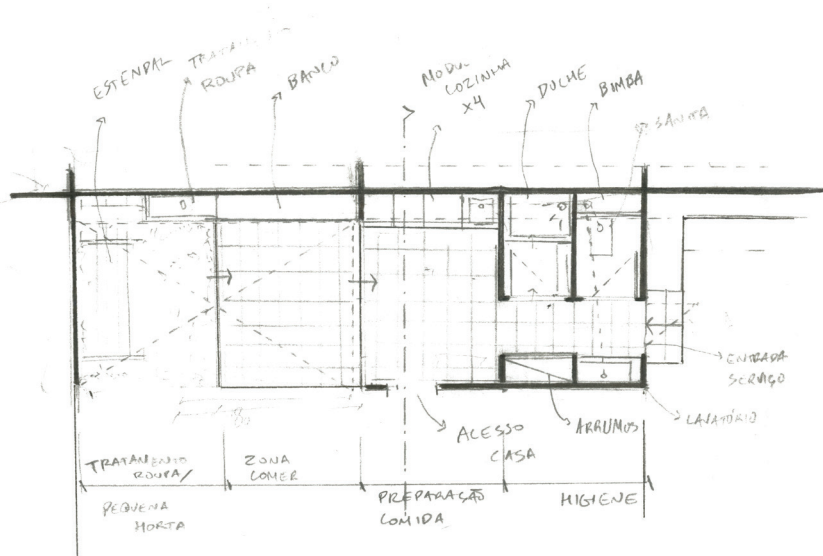 ESTENDAL
ROUPA
BANCO
MODU.
COZINHA
X4
DUCHE
BIMBA
SANITA
ENTRADA
SERVIÇO
LAVATÓRIO
ARRUMOS
ACESSO
CASA
TRATAMENTO
ROUPA/
PEQUENA
HORTA
ZONA
COMER
PREPARAÇÃO
COMIDA
HIGIENE